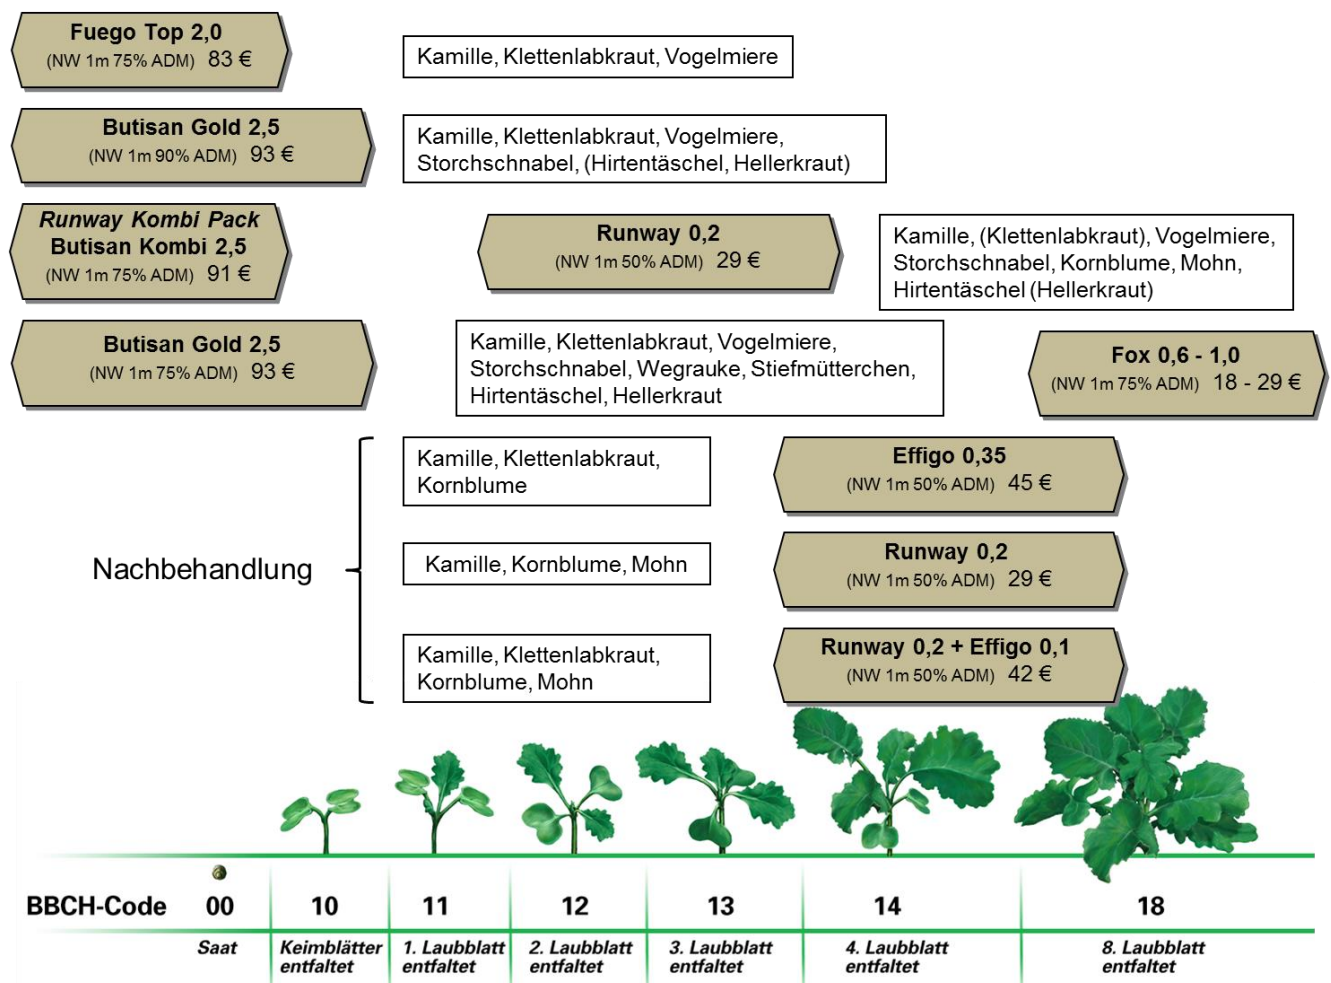 Fuego Top 2,0
(NW 1m 75% ADM) 83 €
Kamille, Klettenlabkraut, Vogelmiere
Butisan Gold 2,5
(NW 1m 90% ADM) 93 €
Kamille, Klettenlabkraut, Vogelmiere,
Storchschnabel, (Hirtentäschel, Hellerkraut)
Runway Kombi Pack
Butisan Kombi 2,5
(NW 1m 75% ADM) 91 €
Runway 0,2
(NW 1m 50% ADM) 29 €
Kamille, (Klettenlabkraut), Vogelmiere,
Storchschnabel, Kornblume, Mohn,
Hirtentäschel (Hellerkraut)
Butisan Gold 2,5
(NW 1m 75% ADM) 93 €
Kamille, Klettenlabkraut, Vogelmiere,
Storchschnabel, Wegrauke, Stiefmütterchen,
Hirtentäschel, Hellerkraut
Fox 0,6 - 1,0
(NW 1m 75% ADM) 18 - 29 €
Nachbehandlung
Kamille, Klettenlabkraut,
Kornblume
Effigo 0,35
(NW 1m 50% ADM) 45 €
Kamille, Kornblume, Mohn
Runway 0,2
(NW 1m 50% ADM) 29 €
Kamille, Klettenlabkraut,
Kornblume, Mohn
Runway 0,2 + Effigo 0,1
(NW 1m 50% ADM) 42 €
BBCH-Code 00 10 11 12 13 14 18
Saat
Keimblätter
entfaltet
1. Laubblatt
entfaltet
2. Laubblatt
entfaltet
3. Laubblatt
entfaltet
4. Laubblatt
entfaltet
8. Laubblatt
entfaltet